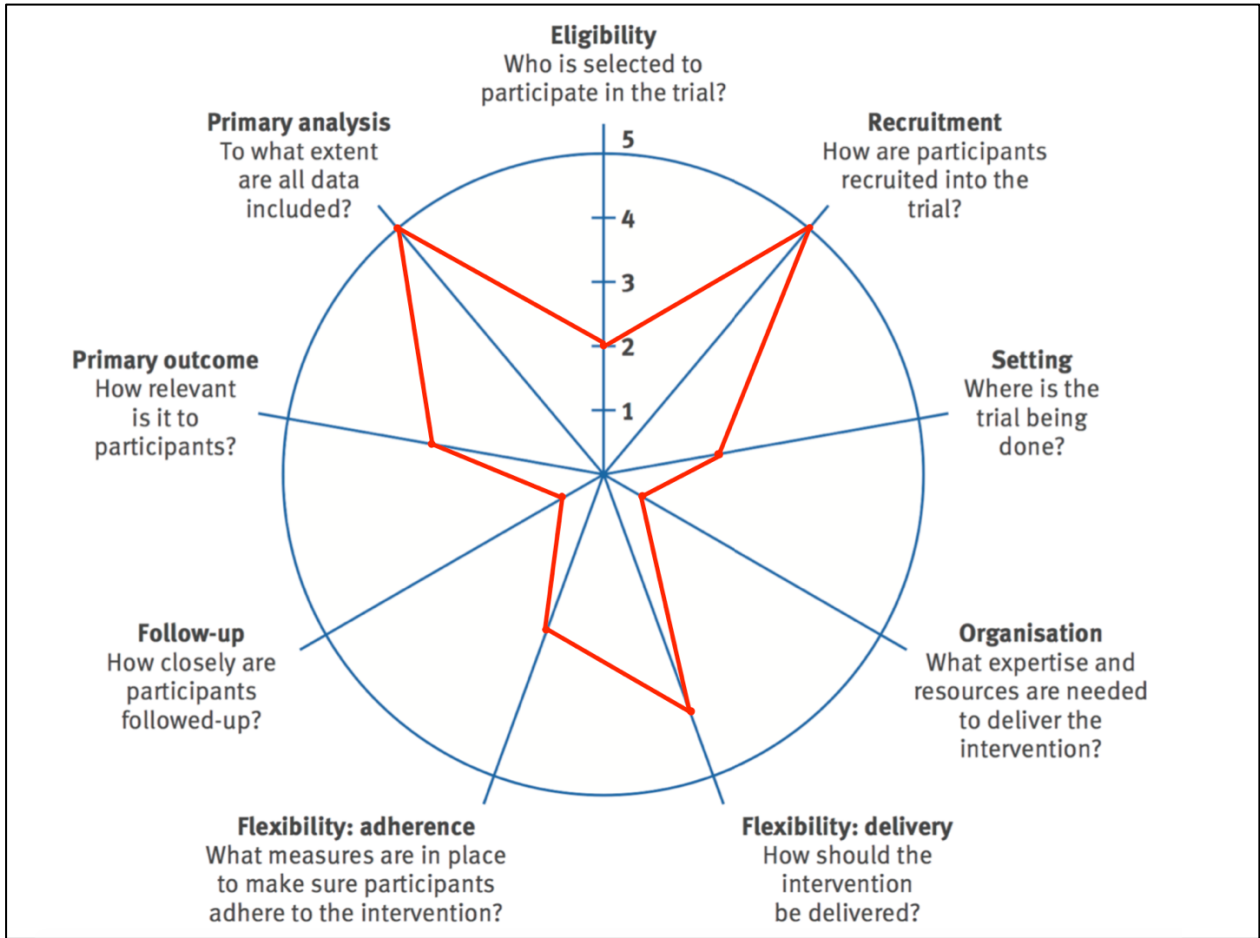 Eligibility
Who is selected to
participate in the trial?
Primary analysis
To what extent
are all data
included?
Recruitment
How are participants
recruited into the
trial?
5
4
3
2
1
Primary outcome
How relevant
is it to
participants?
Setting
Where is the
trial being
done?
Follow-up
How closely are
participants
followed-up?
Organisation
What expertise and
resources are needed
to deliver the
intervention?
Flexibility: adherence
What measures are in place
to make sure participants
adhere to the intervention?
Flexibility: delivery
How should the
intervention
be delivered?